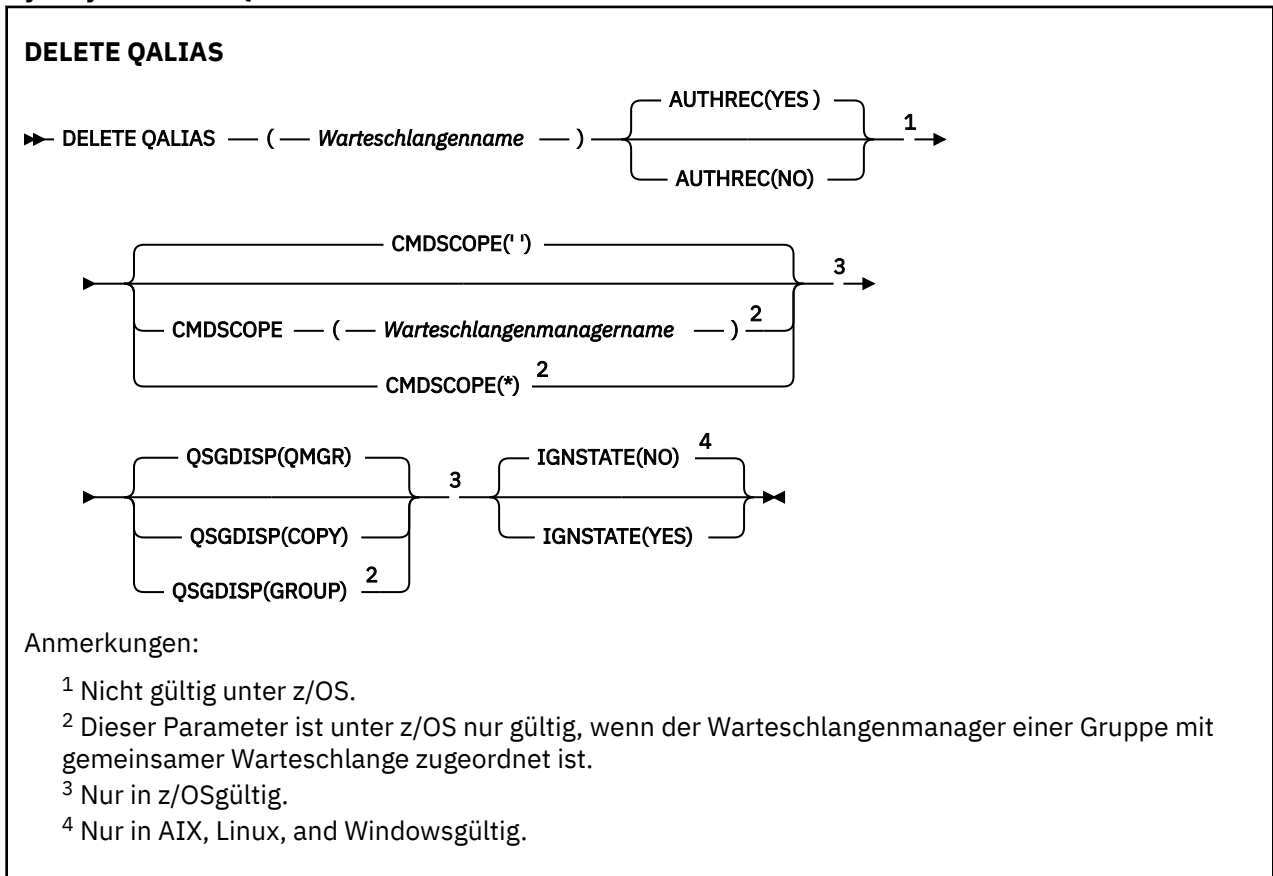 DELETE QALIAS
AUTHREC(YES )
DELETE QALIAS ( Warteschlangenname ) 1
AUTHREC(NO)
CMDSCOPE(' ')
3
CMDSCOPE ( Warteschlangenmanagername ) 2
CMDSCOPE(*) 2
QSGDISP(QMGR) IGNSTATE(NO) 4
3
QSGDISP(COPY) IGNSTATE(YES)
QSGDISP(GROUP) 2
Anmerkungen:
1 Nicht gültig unter z/OS.
2 Dieser Parameter ist unter z/OS nur gültig, wenn der Warteschlangenmanager einer Gruppe mit
gemeinsamer Warteschlange zugeordnet ist.
3 Nur in z/OSgültig.
4 Nur in AIX, Linux, and Windowsgültig.